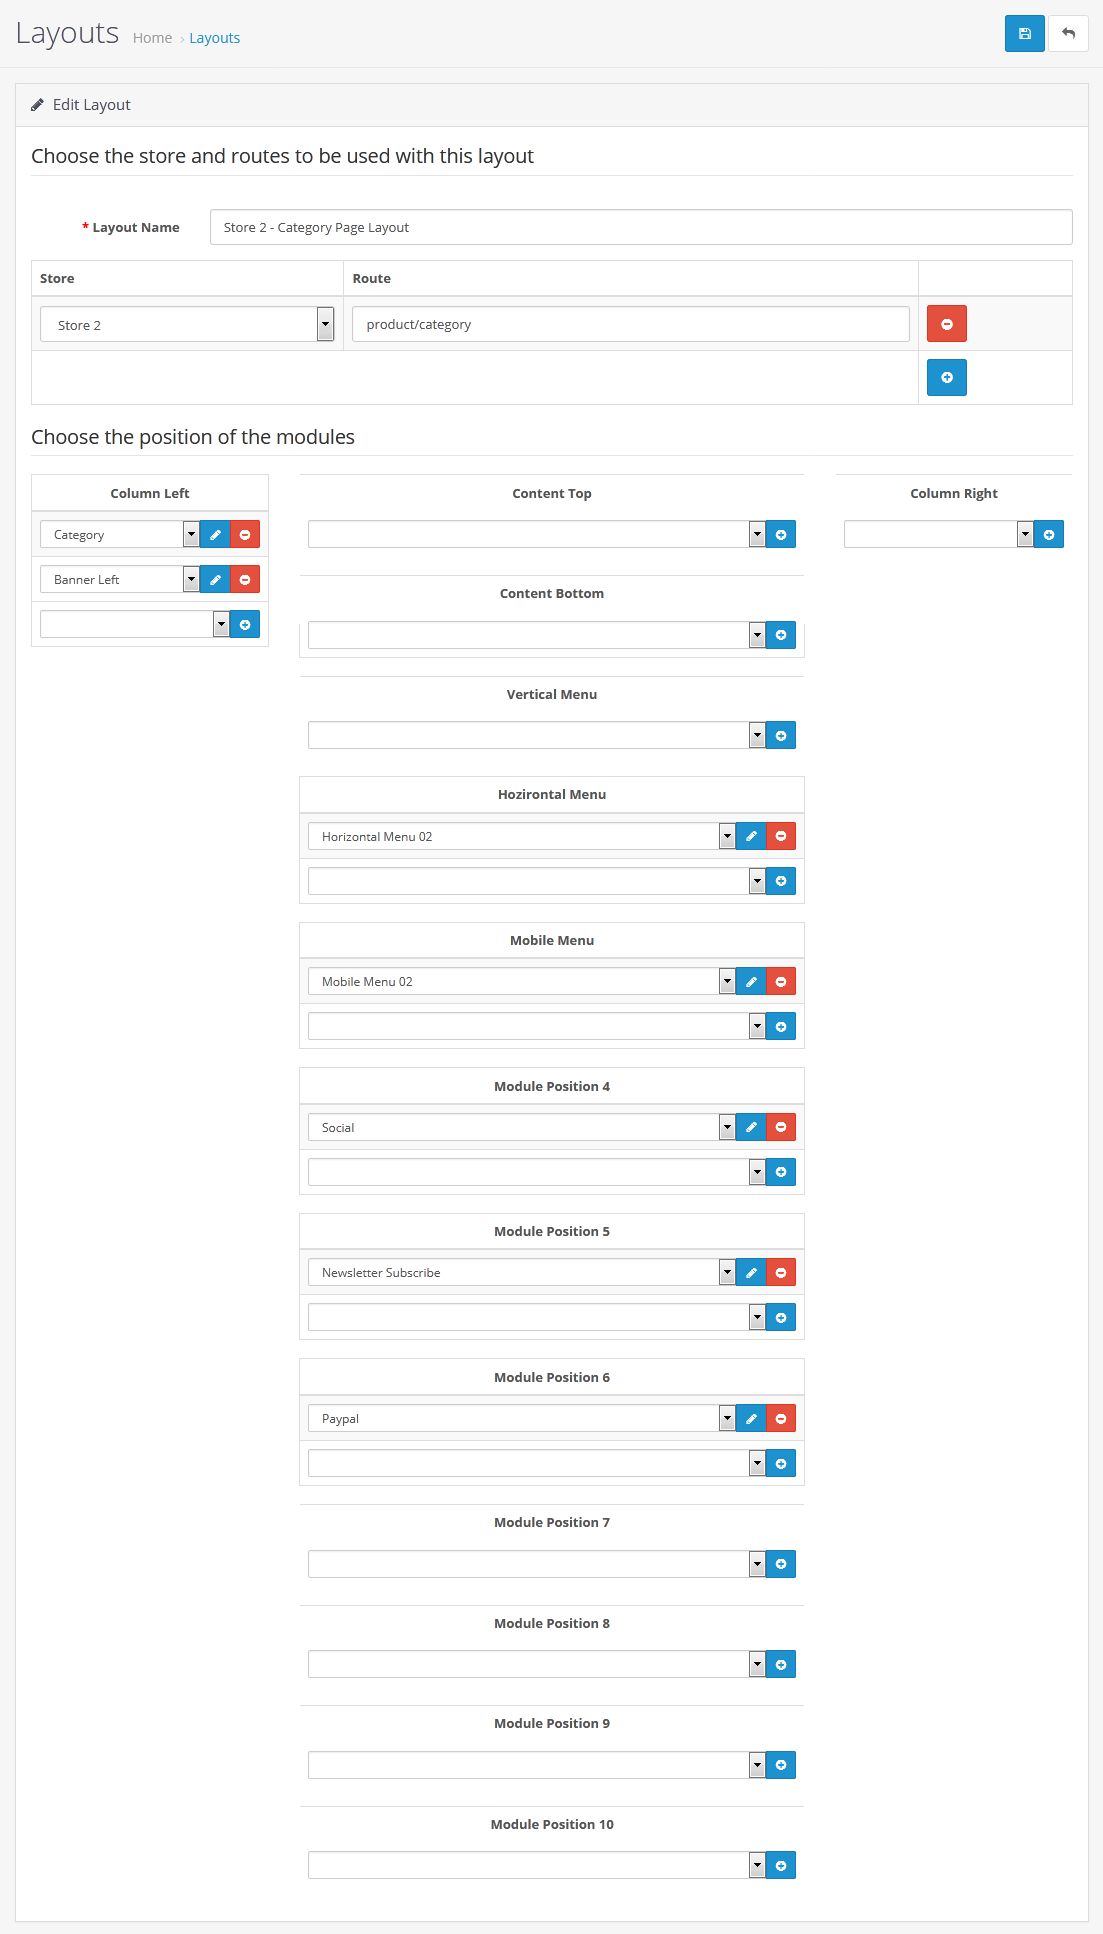 Layouts Home › Layouts
Edit Layout
Choose the store and routes to be used with this layout
* Layout Name Store 2 - Category Page Layout
Store Route
Store 2 product/category
Choose the position of the modules
Column Left
Category
Banner Left
Content Top
Content Bottom
Vertical Menu
Hozirontal Menu
Horizontal Menu 02
Mobile Menu
Mobile Menu 02
Module Position 4
Social
Module Position 5
Newsletter Subscribe
Module Position 6
Paypal
Module Position 7
Module Position 8
Module Position 9
Module Position 10
Column Right